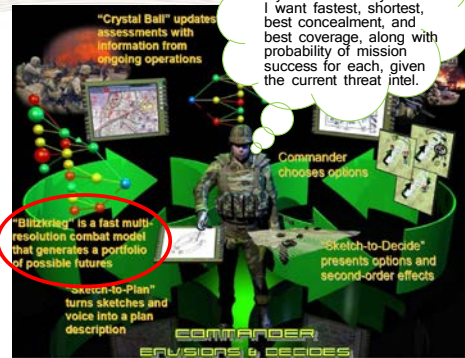 "Crystal Ball" updates
assessments with
information from
ongoing operations
I want fastest, shortest,
best concealment, and
best coverage, along with
probability of mission
success for each, given
the current threat intel.
Commander
chooses options
"Blitzkrieg" is a fast multi-
resolution combat model
that generates a portfolio
of possible futures
"Sketch-to-Decide"
presents options and
second-order effects
"Sketch-to-Plan"
turns sketches and
voice into a plan
description
COMMANDER
ENVISIONS & DECIDES